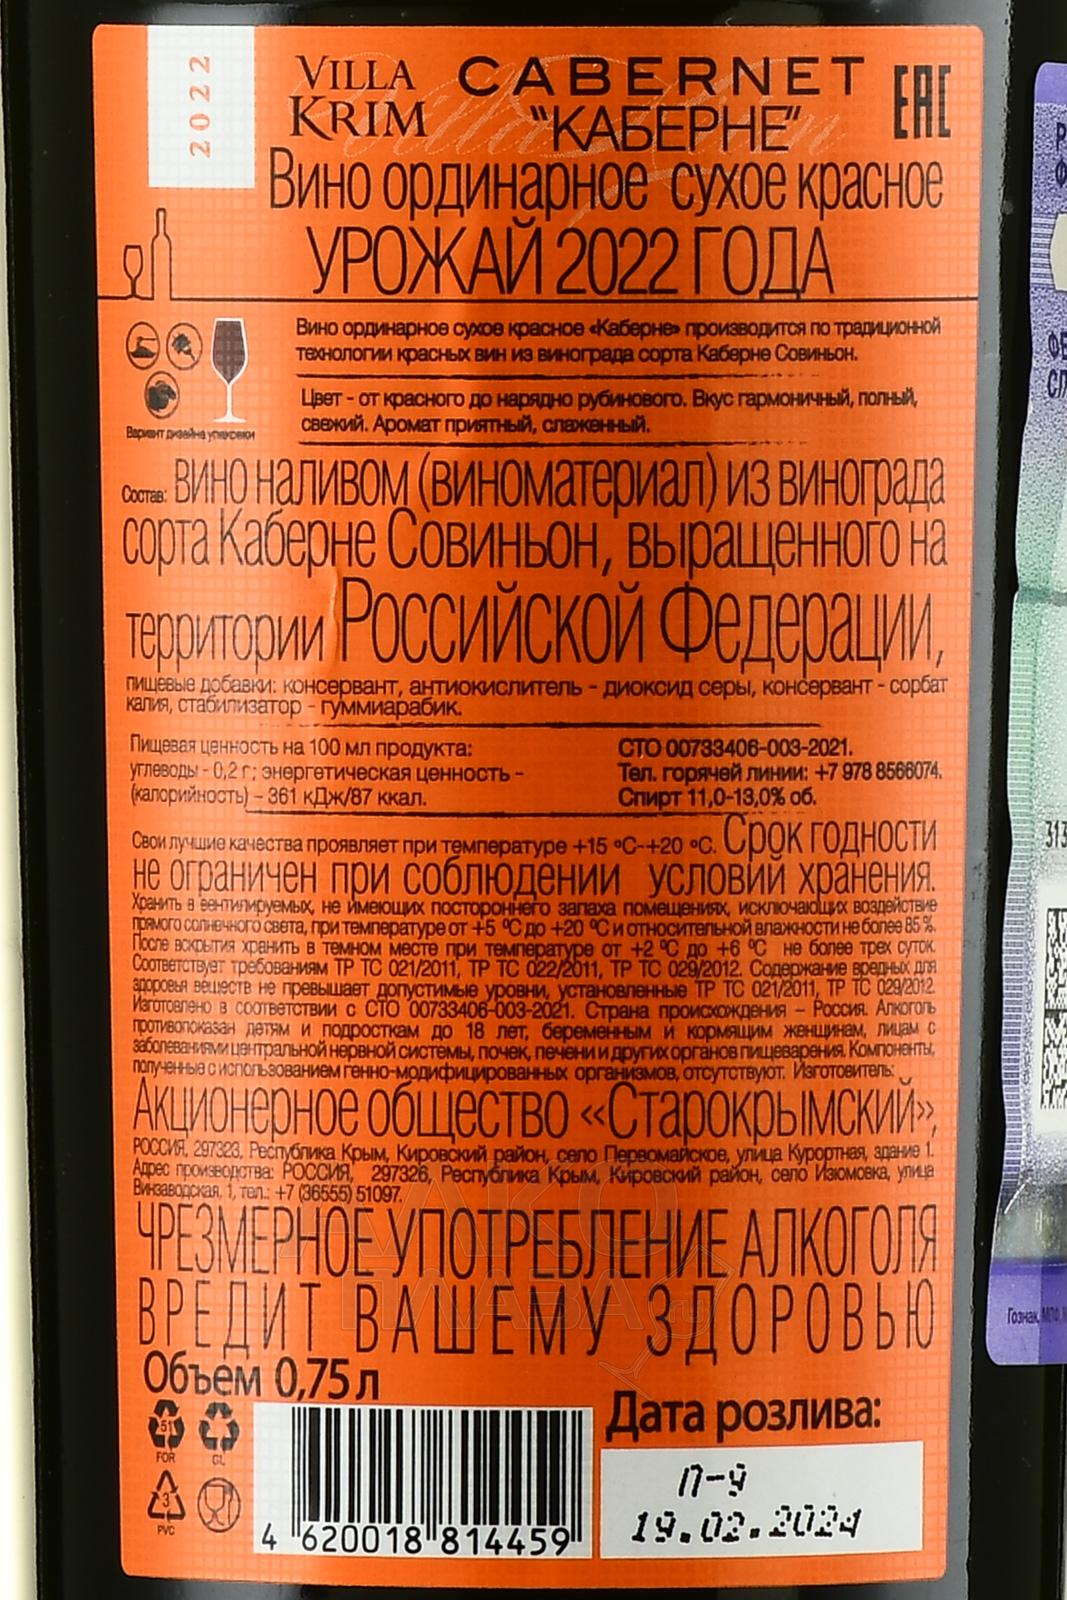 2022
VILLA
KRIM
CABERNET
"КАБЕРНЕ"
EAC
Вино ординарное сухое красное
УРОЖАЙ 2022 ГОДА
Вино ординарное сухое красное «Каберне» производится по традиционной
технологии красных вин из винограда сорта Каберне Совиньон.
Цвет - от красного до нарядно рубинового. Вкус гармоничный, полный,
свежий. Аромат приятный, слаженный.
Вариант дизайна упаковки
Состав: вино наливом (виноматериал) из винограда
сорта Каберне Совиньон, выращенного на
территории Российской Федерации,
пищевые добавки: консервант, антиокислитель - диоксид серы, консервант - сорбат
калия, стабилизатор - гуммиарабик.
Пищевая ценность на 100 мл продукта:
углеводы - 0,2 г; энергетическая ценность -
(калорийность) - 361 кДж/87 ккал.
СТО 00733406-003-2021.
Тел. горячей линии: +7 978 8566074.
Спирт 11,0-13,0% об.
Свои лучшие качества проявляет при температуре +15 °С-+20 °С. Срок годности
не ограничен при соблюдении условий хранения.
Хранить в вентилируемых, не имеющих постороннего запаха помещениях, исключающих воздействие
прямого солнечного света, при температуре от +5 °С до +20 °С и относительной влажности не более 85 %.
После вскрытия хранить в темном месте при температуре от +2 °С до +6 °С не более трех суток.
Соответствует требованиям ТР ТС 021/2011, ТР ТС 022/2011, ТР ТС 029/2012. Содержание вредных для
здоровья веществ не превышает допустимые уровни, установленные ТР ТС 021/2011, ТР ТС 029/2012.
Изготовлено в соответствии с СТО 00733406-003-2021. Страна происхождения – Россия. Алкоголь
противопоказан детям и подросткам до 18 лет, беременным и кормящим женщинам, лицам с
заболеваниями центральной нервной системы, почек, печени и других органов пищеварения. Компоненты,
полученные с использованием генно-модифицированных организмов, отсутствуют. Изготовитель:
Акционерное общество «Старокрымский»,
РОССИЯ, 297323, Республика Крым, Кировский район, село Первомайское, улица Курортная, здание 1.
Адрес производства: РОССИЯ, 297326, Республика Крым, Кировский район, село Изюмовка, улица
Винзаводская, 1, тел.: +7 (36555) 51097.
ЧРЕЗМЕРНОЕ УПОТРЕБЛЕНИЕ АЛКОГОЛЯ
ВРЕДИТ ВАШЕМУ ЗДОРОВЬЮ
Объем 0,75 л
51
FOR
GL
3
PVC
4 620018 814459
Дата розлива:
Л-9
19.02.2024
313
Гознак,